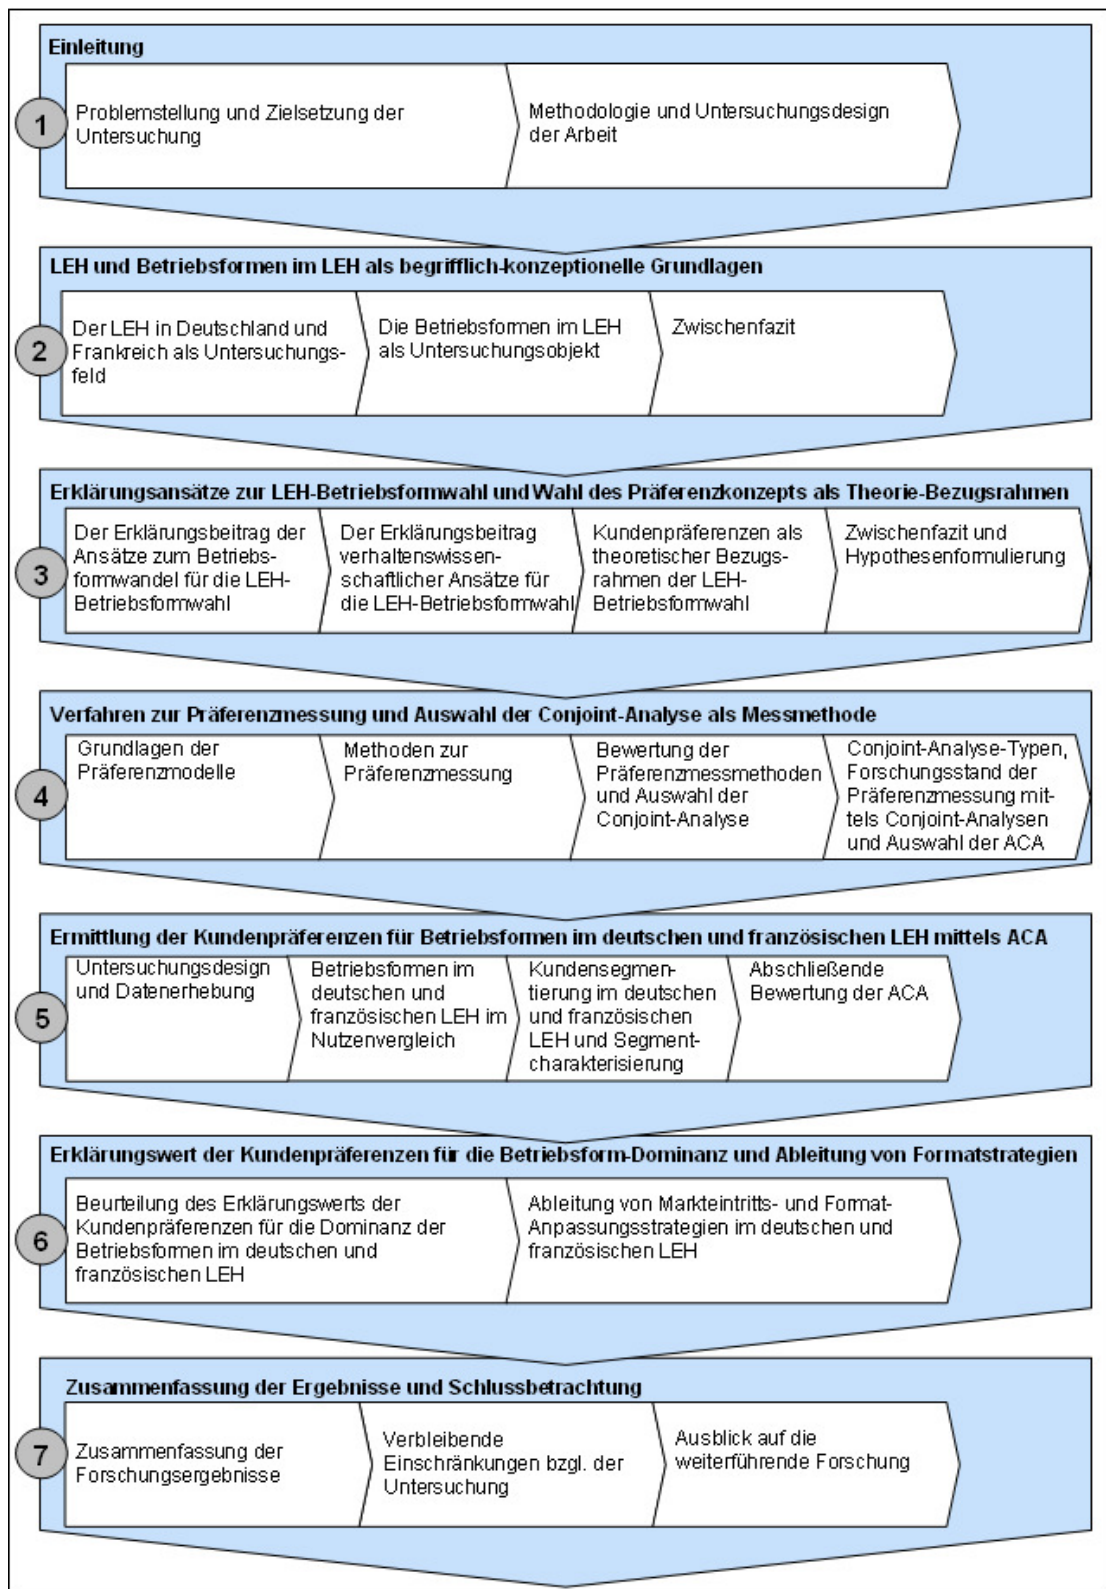 Einleitung
1
Problemstellung und Zielsetzung der
Untersuchung
Methodologie und Untersuchungsdesign
der Arbeit
LEH und Betriebsformen im LEH als begrifflich-konzeptionelle Grundlagen
2
Der LEH in Deutschland und
Frankreich als Untersuchungs-
feld
Die Betriebsformen im LEH
als Untersuchungsobjekt
Zwischenfazit
Erklärungsansätze zur LEH-Betriebsformwahl und Wahl des Präferenzkonzepts als Theorie-Bezugsrahmen
3
Der Erklärungsbeitrag der
Ansätze zum Betriebs-
formwandel für die LEH-
Betriebsformwahl
Der Erklärungsbeitrag
verhaltenswissen-
schaftlicher Ansätze für
die LEH-Betriebsformwahl
Kundenpräferenzen als
theoretischer Bezugs-
rahmen der LEH-
Betriebsformwahl
Zwischenfazit und
Hypothesenformulierung
Verfahren zur Präferenzmessung und Auswahl der Conjoint-Analyse als Messmethode
4
Grundlagen der
Präferenzmodelle
Methoden zur
Präferenzmessung
Bewertung der
Präferenzmessmethoden
und Auswahl der
Conjoint-Analyse
Conjoint-Analyse-Typen,
Forschungsstand der
Präferenzmessung mit-
tels Conjoint-Analysen
und Auswahl der ACA
Ermittlung der Kundenpräferenzen für Betriebsformen im deutschen und französischen LEH mittels ACA
5
Untersuchungsdesign
und Datenerhebung
Betriebsformen im
deutschen und
französischen LEH im
Nutzenvergleich
Kundensegmen-
tierung im deutschen
und französischen
LEH und Segment-
charakterisierung
Abschließende
Bewertung der ACA
Erklärungswert der Kundenpräferenzen für die Betriebsform-Dominanz und Ableitung von Formatstrategien
6
Beurteilung des Erklärungswerts der
Kundenpräferenzen für die Dominanz der
Betriebsformen im deutschen und
französischen LEH
Ableitung von Markteintritts- und Format-
Anpassungsstrategien im deutschen und
französischen LEH
Zusammenfassung der Ergebnisse und Schlussbetrachtung
7
Zusammenfassung der
Forschungsergebnisse
Verbleibende
Einschränkungen bzgl. der
Untersuchung
Ausblick auf die
weiterführende Forschung